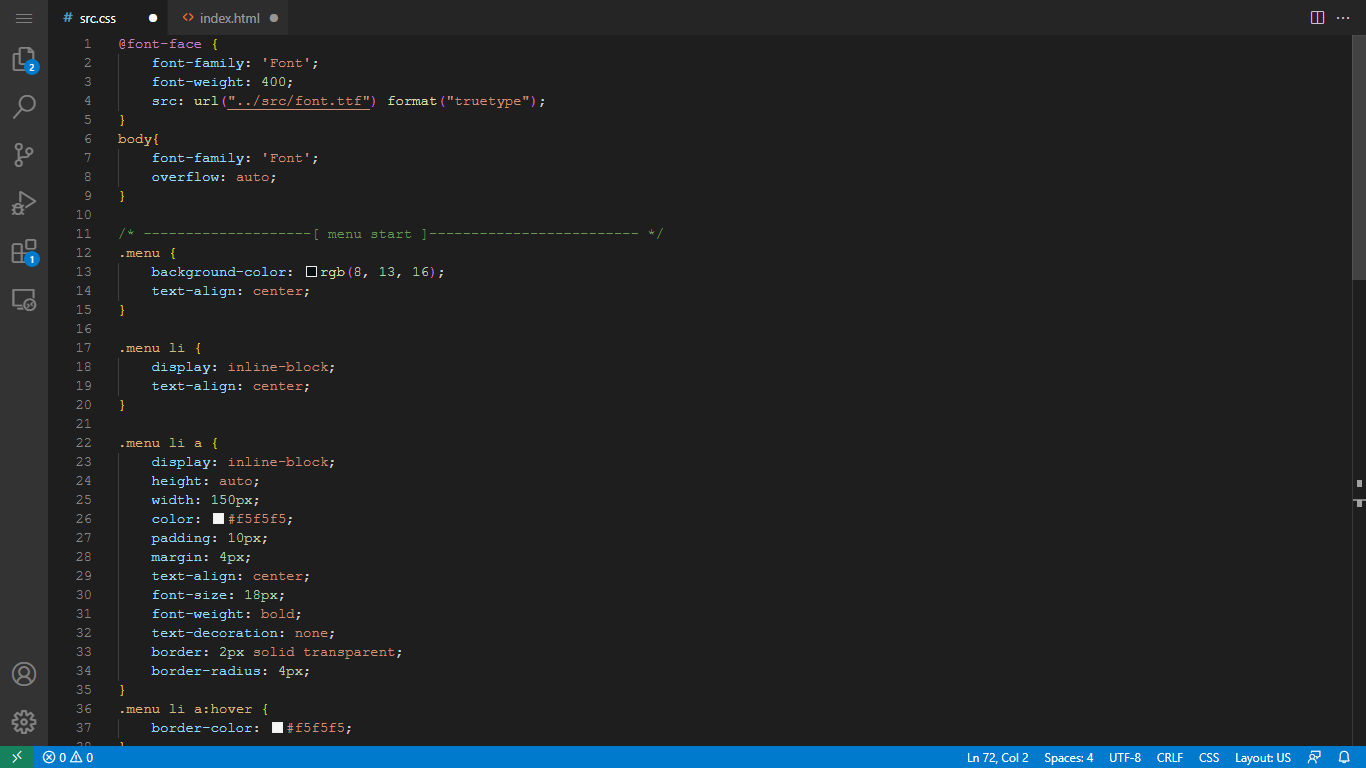 # src.css
<> index.html
2
1
1 @font-face {
2 font-family: 'Font';
3 font-weight: 400;
4 src: url("../src/font.ttf") format("truetype");
5 }
6 body{
7 font-family: 'Font';
8 overflow: auto;
9 }
10
11 /* --------------------[ menu start ]------------------------- */
12 .menu {
13 background-color: rgb(8, 13, 16);
14 text-align: center;
15 }
16
17 .menu li {
18 display: inline-block;
19 text-align: center;
20 }
21
22 .menu li a {
23 display: inline-block;
24 height: auto;
25 width: 150px;
26 color: #f5f5f5;
27 padding: 10px;
28 margin: 4px;
29 text-align: center;
30 font-size: 18px;
31 font-weight: bold;
32 text-decoration: none;
33 border: 2px solid transparent;
34 border-radius: 4px;
35 }
36 .menu li a:hover {
37 border-color: #f5f5f5;
38 }
0 0 Ln 72, Col 2 Spaces: 4 UTF-8 CRLF CSS Layout: US